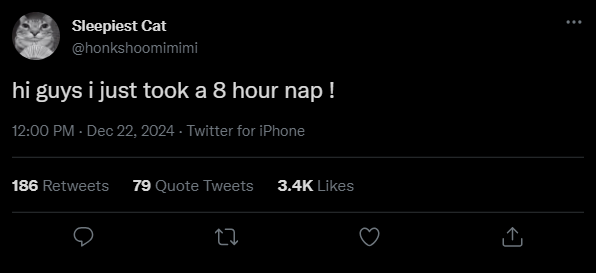 Sleepiest Cat
@honkshoomimimi
hi guys i just took a 8 hour nap !
12:00 PM · Dec 22, 2024 · Twitter for iPhone
186 Retweets 79 Quote Tweets 3.4K Likes